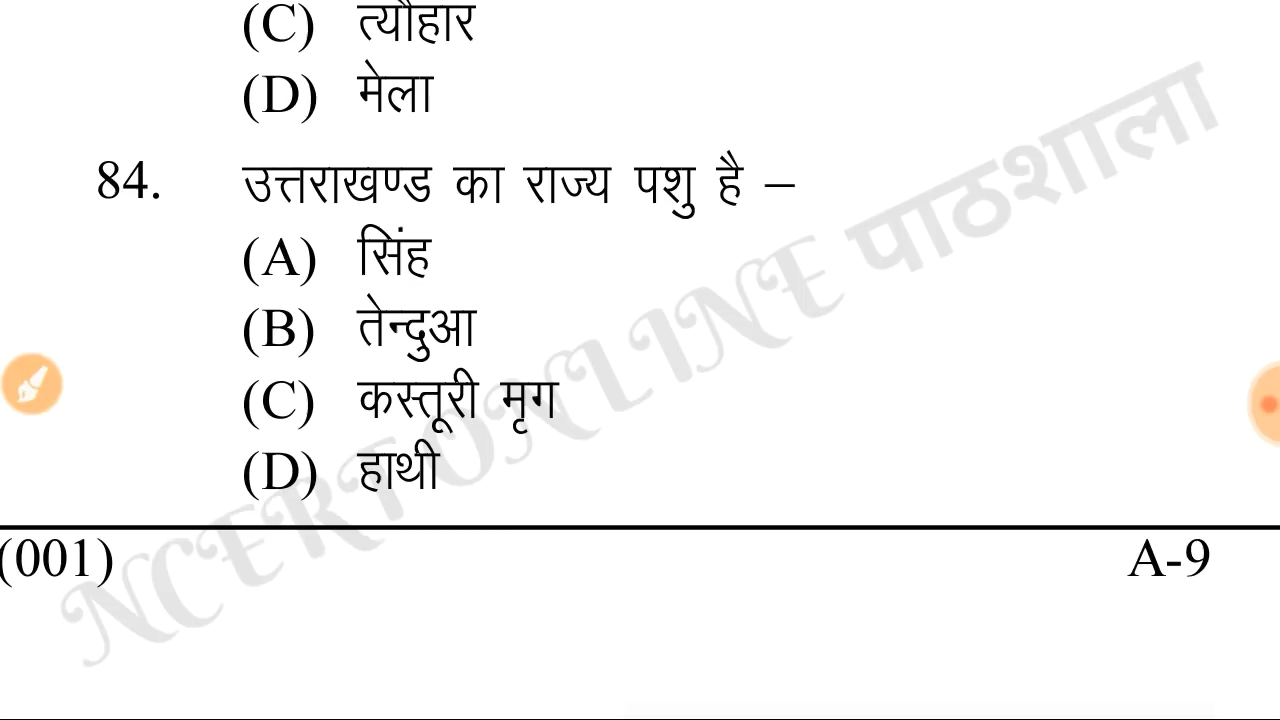 (C) त्यौहार
(D) मेला
84. उत्तराखण्ड का राज्य पशु है –
(A) सिंह
(B) तेन्दुआ
(C) कस्तूरी मृग
(D) हाथी
(001) A-9
NCERT ONLINE पाठशाला